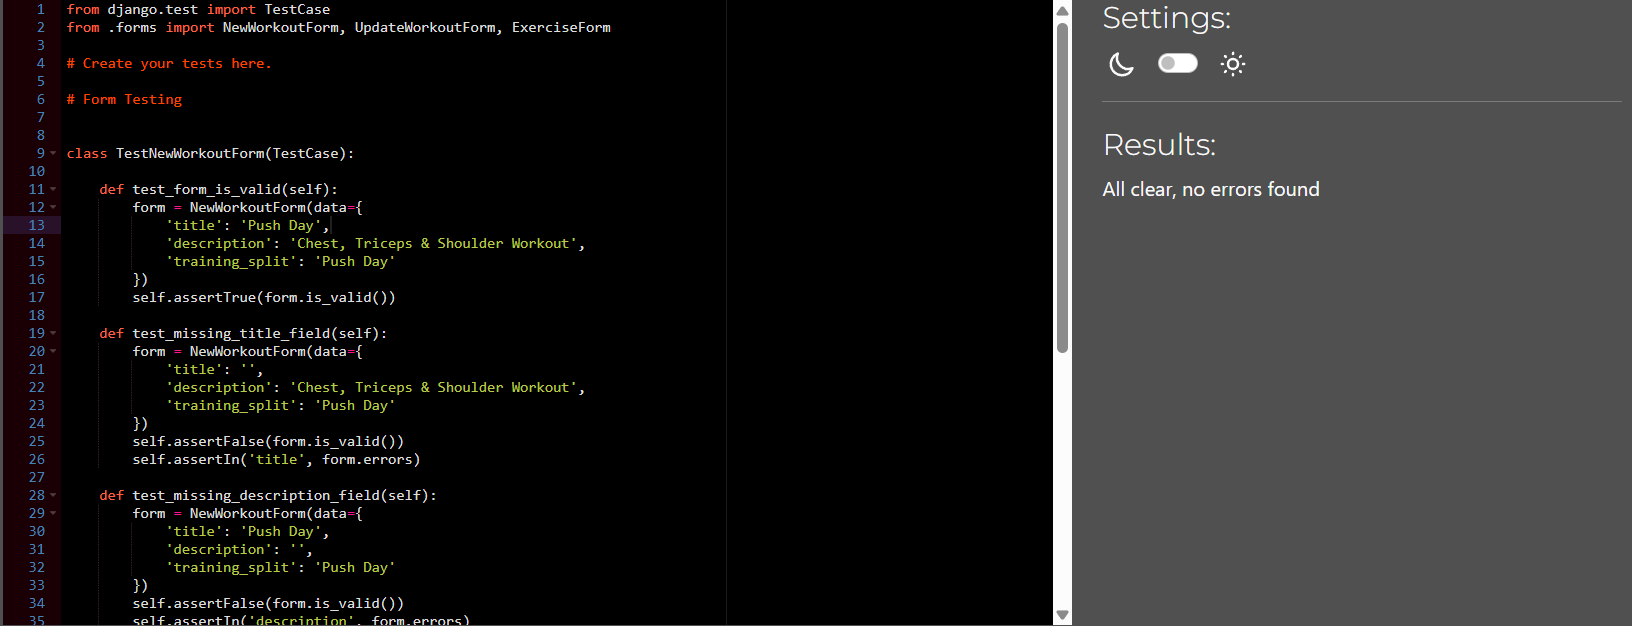 1 from django.test import TestCase
2 from .forms import NewWorkoutForm, UpdateWorkoutForm, ExerciseForm
3
4 # Create your tests here.
5
6 # Form Testing
7
8
9 class TestNewWorkoutForm(TestCase):
10
11     def test_form_is_valid(self):
12         form = NewWorkoutForm(data={
13             'title': 'Push Day',
14             'description': 'Chest, Triceps & Shoulder Workout',
15             'training_split': 'Push Day'
16         })
17         self.assertTrue(form.is_valid())
18
19     def test_missing_title_field(self):
20         form = NewWorkoutForm(data={
21             'title': '',
22             'description': 'Chest, Triceps & Shoulder Workout',
23             'training_split': 'Push Day'
24         })
25         self.assertFalse(form.is_valid())
26         self.assertIn('title', form.errors)
27
28     def test_missing_description_field(self):
29         form = NewWorkoutForm(data={
30             'title': 'Push Day',
31             'description': '',
32             'training_split': 'Push Day'
33         })
34         self.assertFalse(form.is_valid())
35         self.assertIn('description', form.errors)
Settings:
Results:
All clear, no errors found